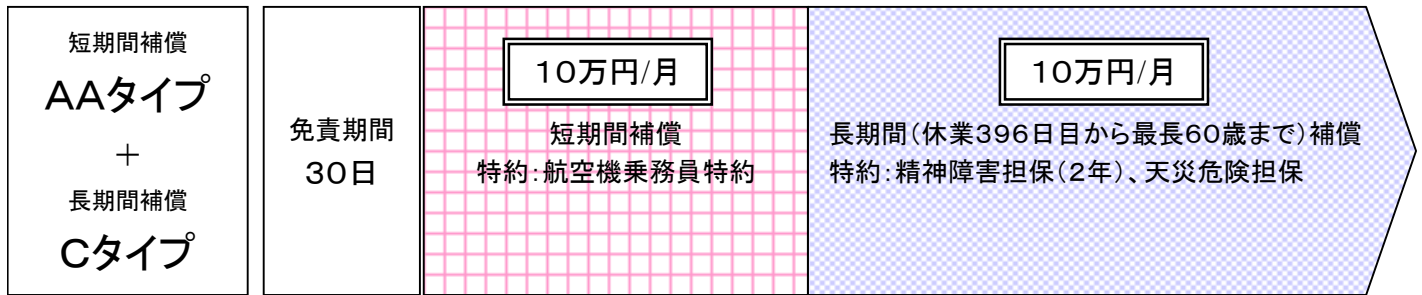 短期間補償
AAタイプ
＋
長期間補償
Cタイプ
免責期間
30日
10万円/月
短期間補償
特約:航空機乗務員特約
10万円/月
長期間(休業396日目から最長60歳まで)補償
特約:精神障害担保(2年)、天災危険担保